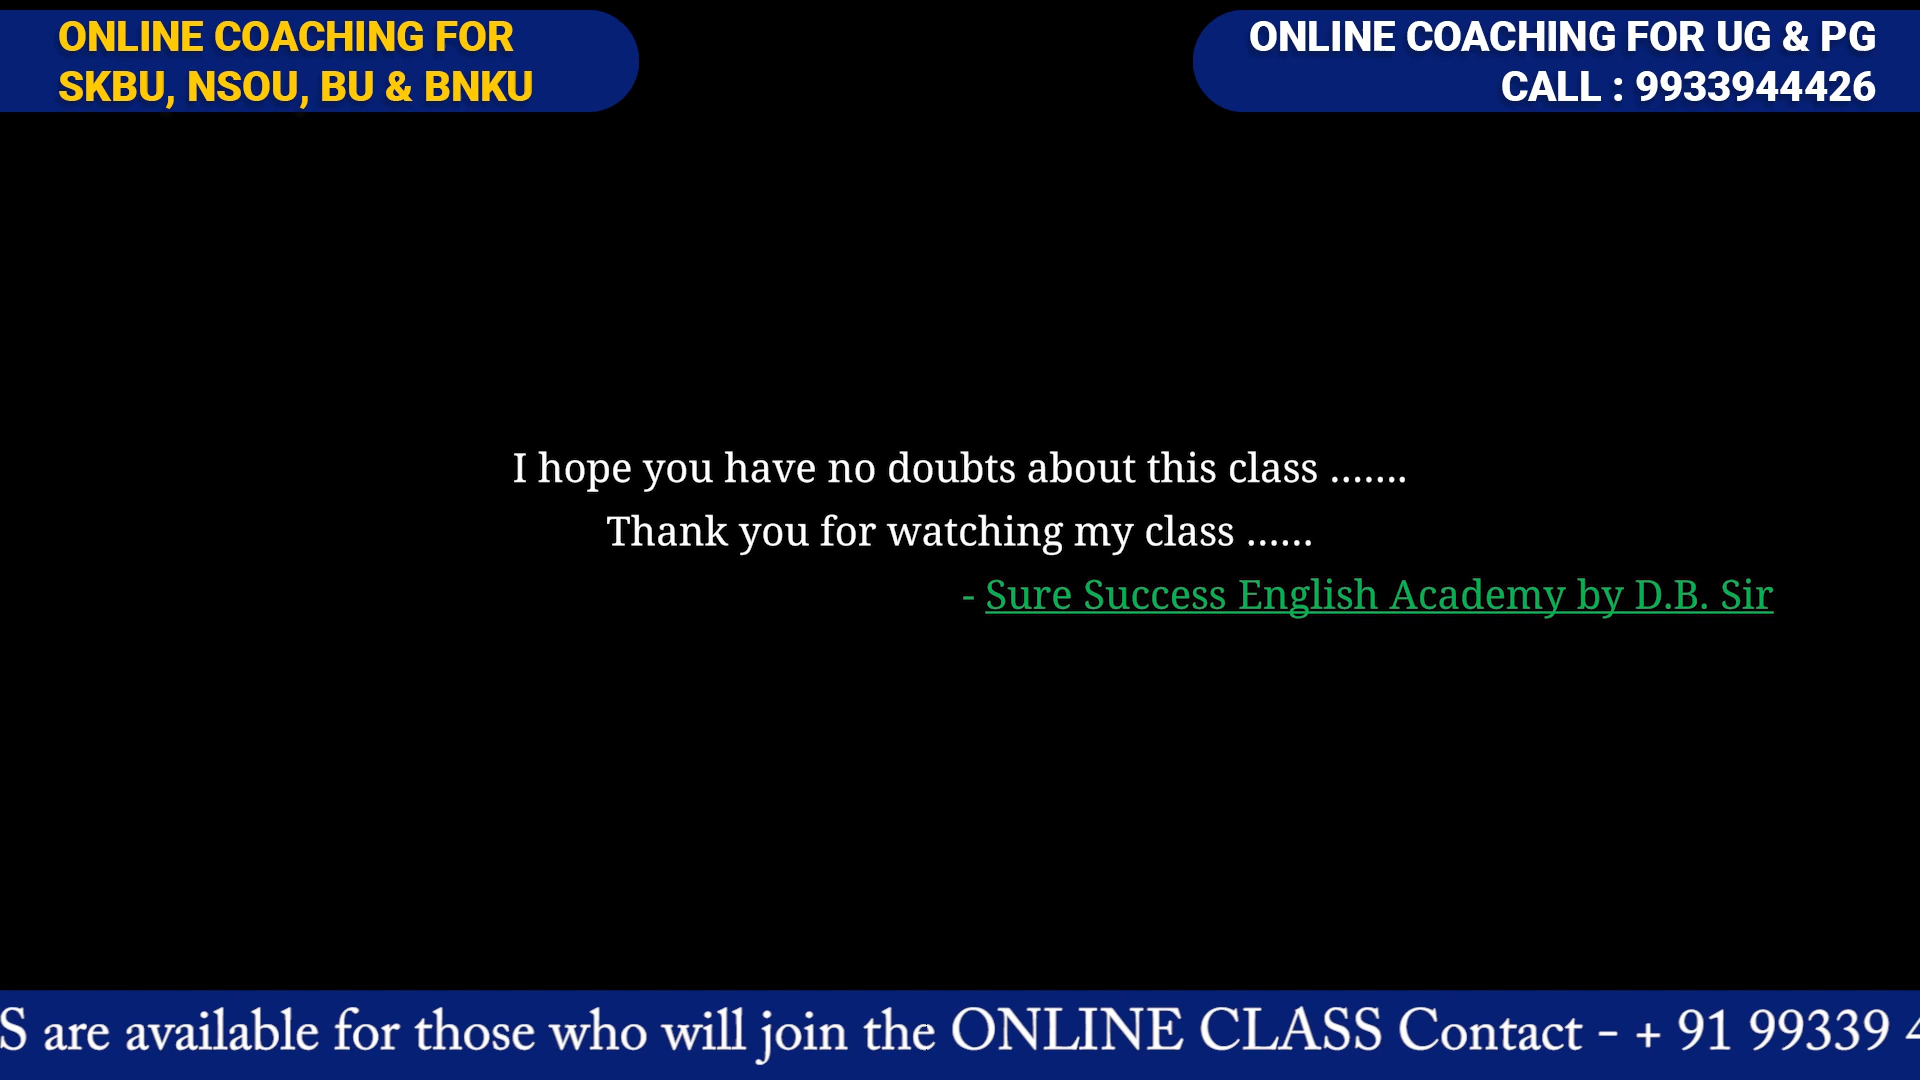 ONLINE COACHING FOR
SKBU, NSOU, BU & BNKU
ONLINE COACHING FOR UG & PG
CALL : 9933944426
I hope you have no doubts about this class .......
Thank you for watching my class ......
- Sure Success English Academy by D.B. Sir
S are available for those who will join the ONLINE CLASS Contact - + 91 99339